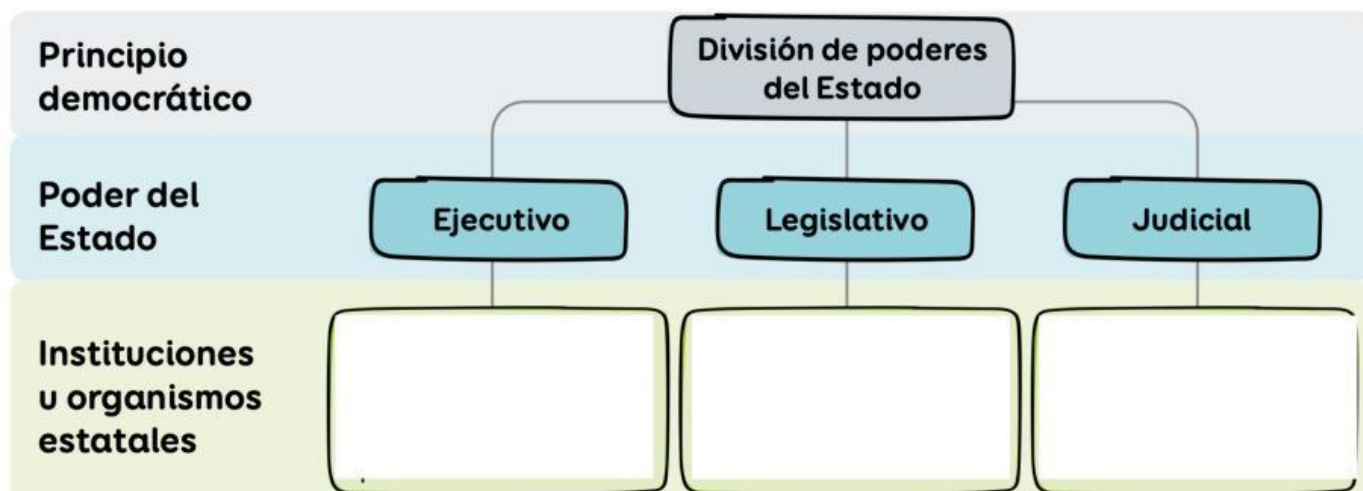 Principio
democrático
División de poderes
del Estado
Poder del
Estado
Ejecutivo
Legislativo
Judicial
Instituciones
u organismos
estatales